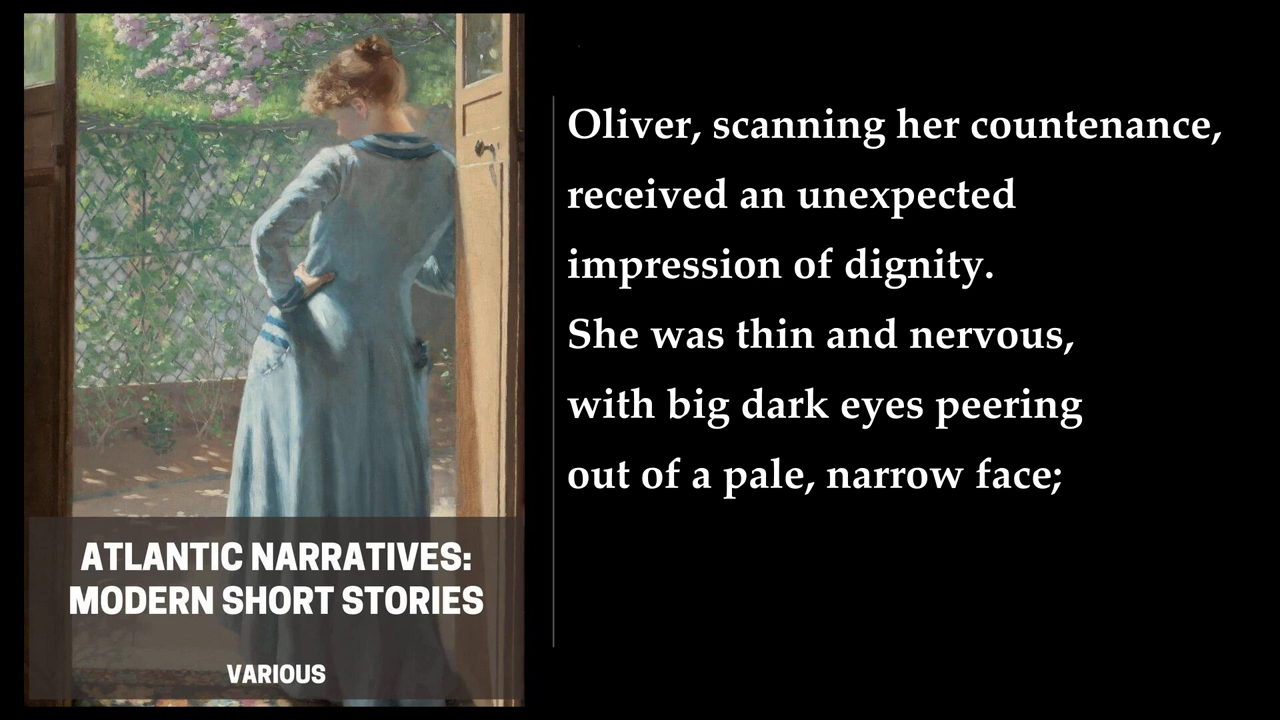 Oliver, scanning her countenance,
received an unexpected
impression of dignity.
She was thin and nervous,
with big dark eyes peering
out of a pale, narrow face;
ATLANTIC NARRATIVES:
MODERN SHORT STORIES
VARIOUS